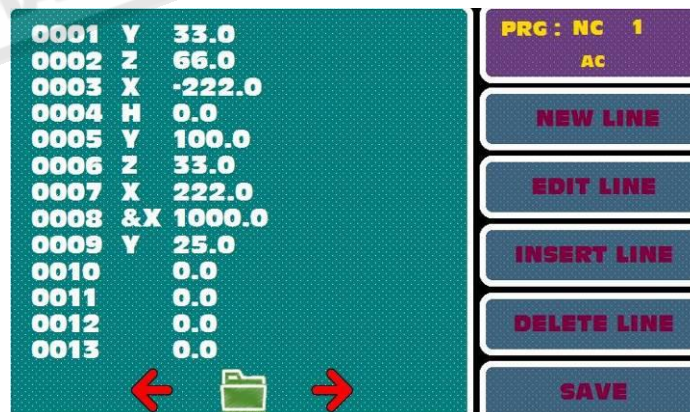 0001 Y 33.0
0002 Z 66.0
0003 X -222.0
0004 H 0.0
0005 Y 100.0
0006 Z 33.0
0007 X 222.0
0008 &X 1000.0
0009 Y 25.0
0010 0.0
0011 0.0
0012 0.0
0013 0.0
PRG: NC 1
AC
NEW LINE
EDIT LINE
INSERT LINE
DELETE LINE
SAVE